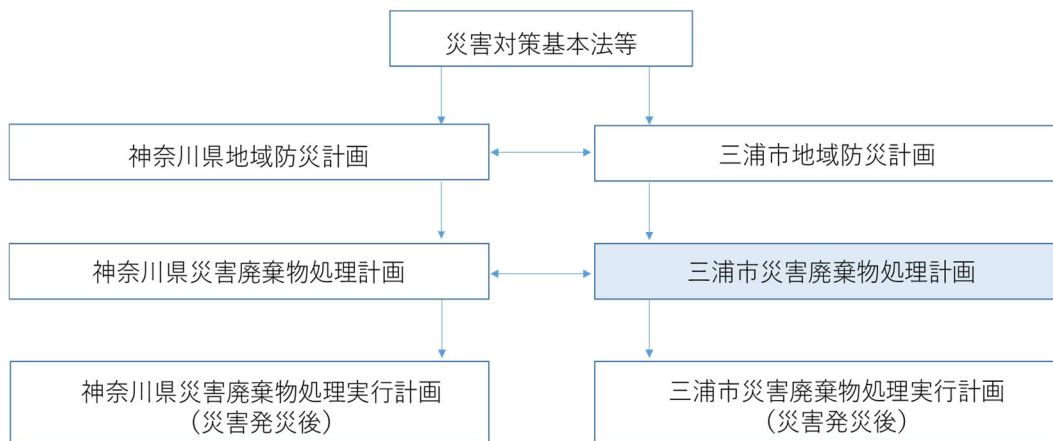 災害対策基本法等
神奈川県地域防災計画
三浦市地域防災計画
神奈川県災害廃棄物処理計画
三浦市災害廃棄物処理計画
神奈川県災害廃棄物処理実行計画
（災害発災後）
三浦市災害廃棄物処理実行計画
（災害発災後）